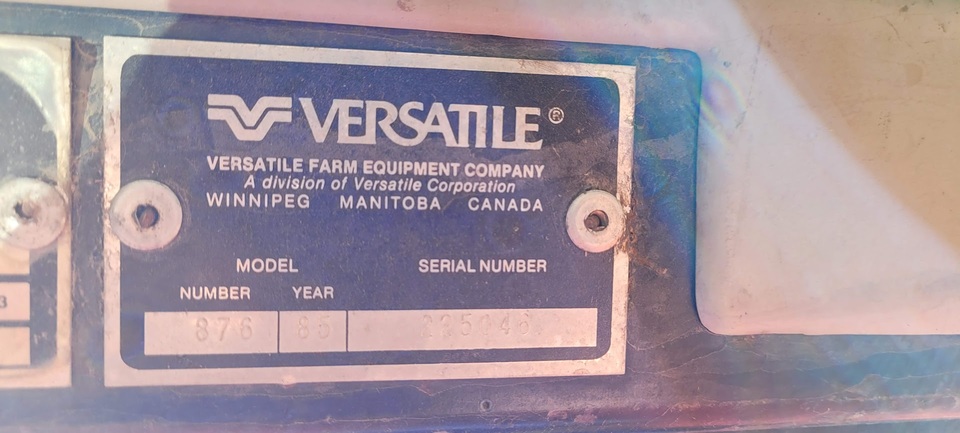 VERSATILE®
VERSATILE FARM EQUIPMENT COMPANY
A division of Versatile Corporation
WINNIPEG MANITOBA CANADA
MODEL SERIAL NUMBER
NUMBER YEAR
876 85